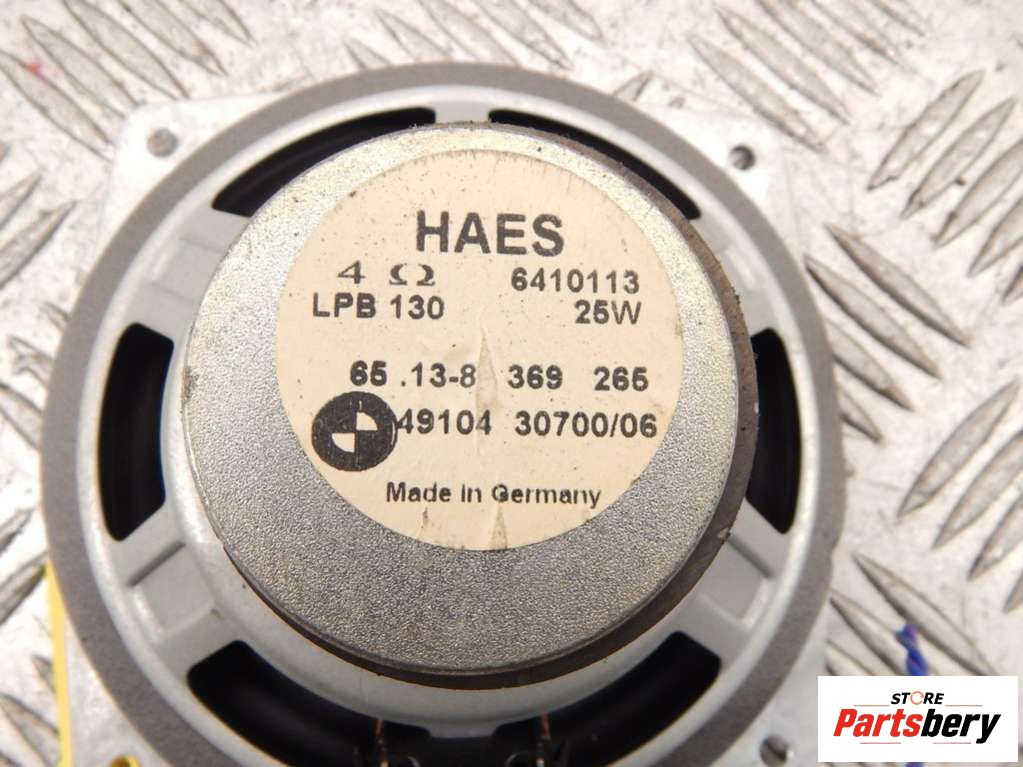 HAES
4 Ω 6410113
LPB 130 25W
65 .13-8 369 265
49104 30700/06
Made in Germany
STORE
Partsbery